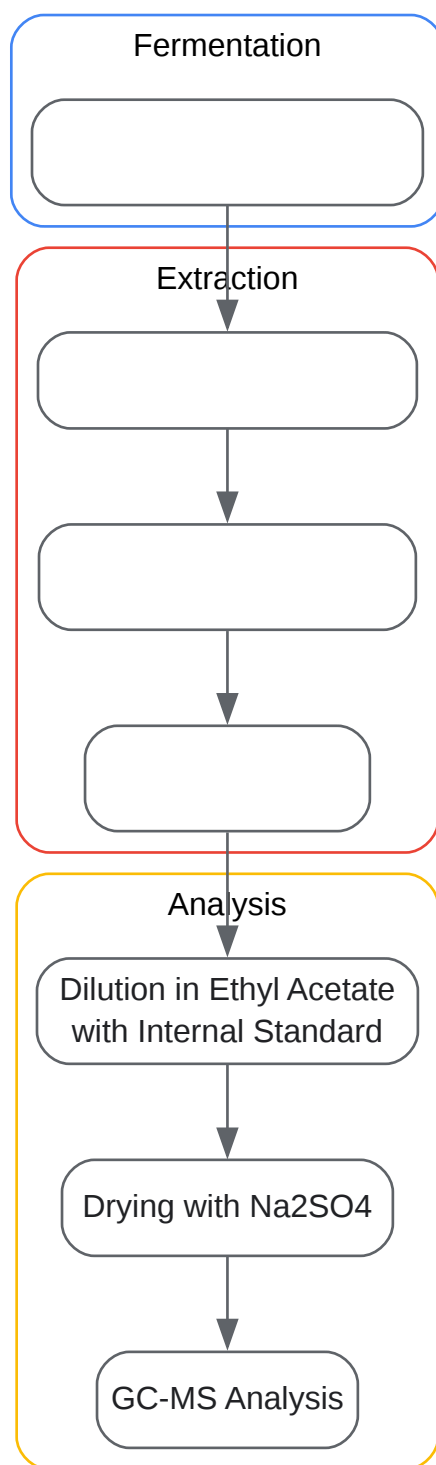 Fermentation
Extraction
Analysis
Dilution in Ethyl Acetate
with Internal Standard
Drying with Na2SO4
GC-MS Analysis